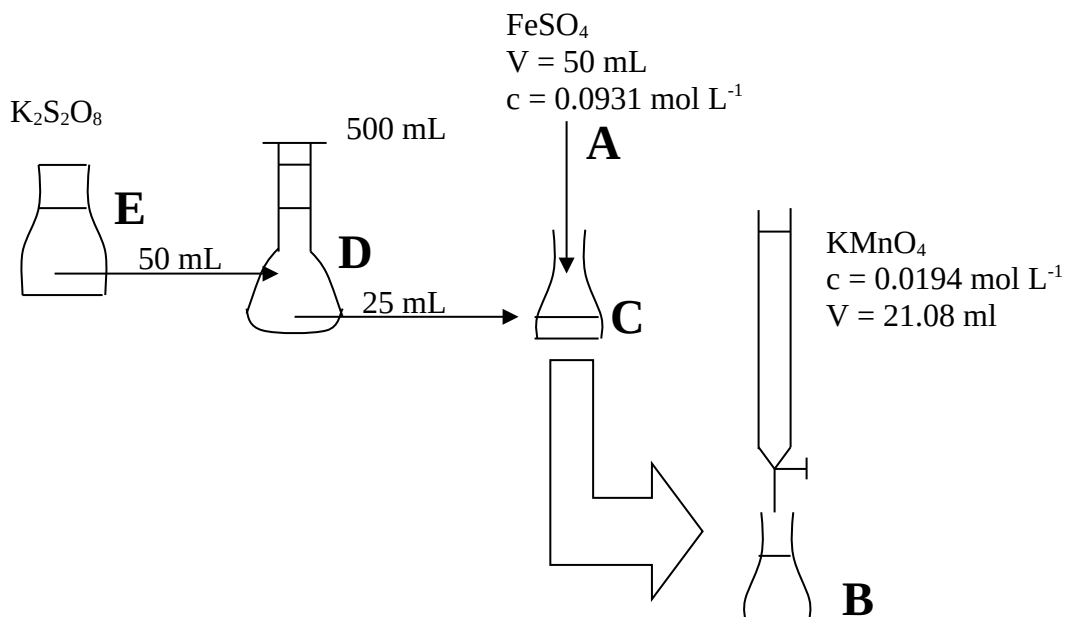 FeSO₄
V = 50 mL
c = 0.0931 mol L⁻¹
A
K₂S₂O₈
500 mL
E
50 mL
D
25 mL
C
KMnO₄
c = 0.0194 mol L⁻¹
V = 21.08 ml
B